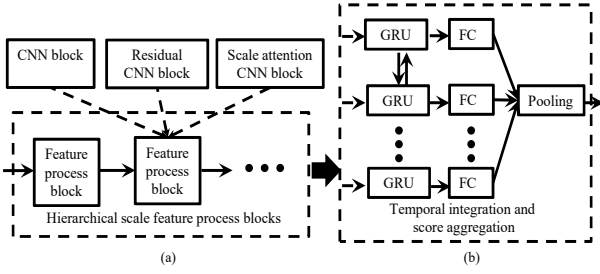 CNN block
Residual
CNN block
Scale attention
CNN block
Feature
process
block
Feature
process
block
Hierarchical scale feature process blocks
(a)
GRU
FC
GRU
FC
Pooling
GRU
FC
Temporal integration and
score aggregation
(b)